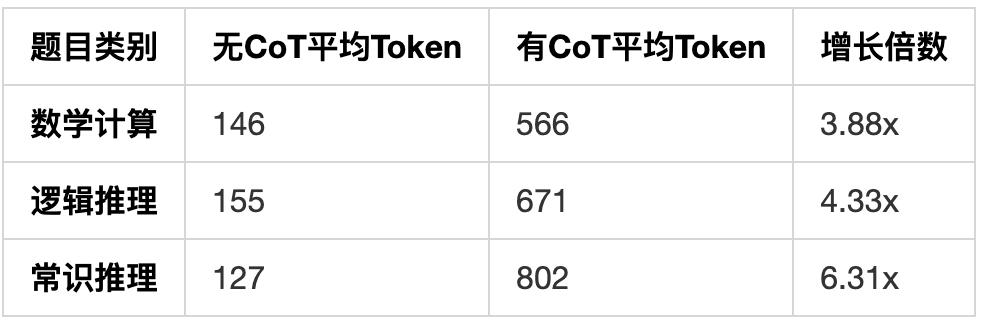 题目类别 无CoT平均Token 有CoT平均Token 增长倍数
数学计算 146 566 3.88x
逻辑推理 155 671 4.33x
常识推理 127 802 6.31x